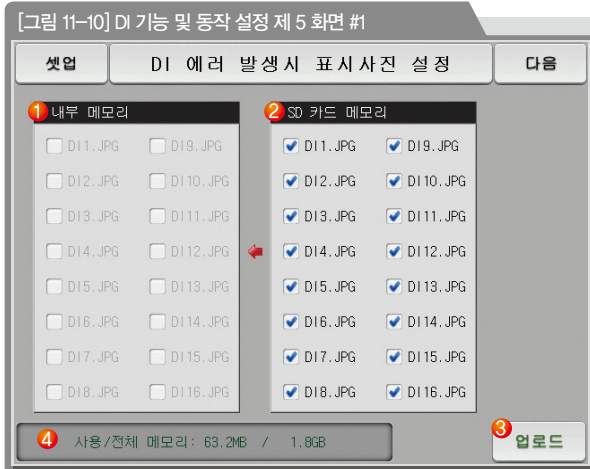 [그림 11-10] DI 기능 및 동작 설정 제 5 화면 #1
셋업 DI 에러 발생시 표시사진 설정 다음
1 내부 메모리 2 SD 카드 메모리
DI1.JPG DI9.JPG DI1.JPG DI9.JPG
DI2.JPG DI10.JPG DI2.JPG DI10.JPG
DI3.JPG DI11.JPG DI3.JPG DI11.JPG
DI4.JPG DI12.JPG DI4.JPG DI12.JPG
DI5.JPG DI13.JPG DI5.JPG DI13.JPG
DI6.JPG DI14.JPG DI6.JPG DI14.JPG
DI7.JPG DI15.JPG DI7.JPG DI15.JPG
DI8.JPG DI16.JPG DI8.JPG DI16.JPG
4 사용/전체 메모리: 63.2MB / 1.8GB 3 업로드